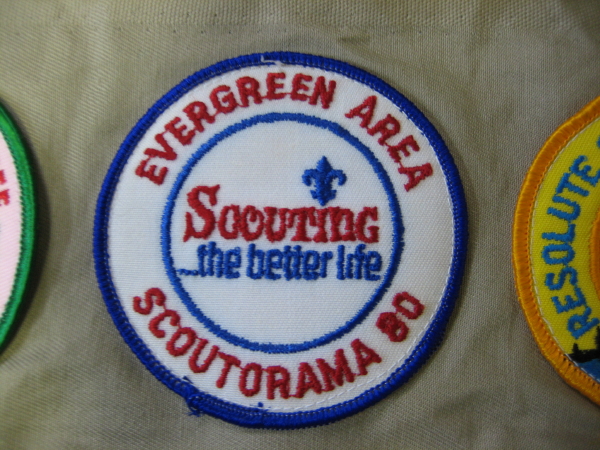 EVERGREEN AREA
SCOUTING
...the better life
SCOUTORAMA 80
RESOLUTE